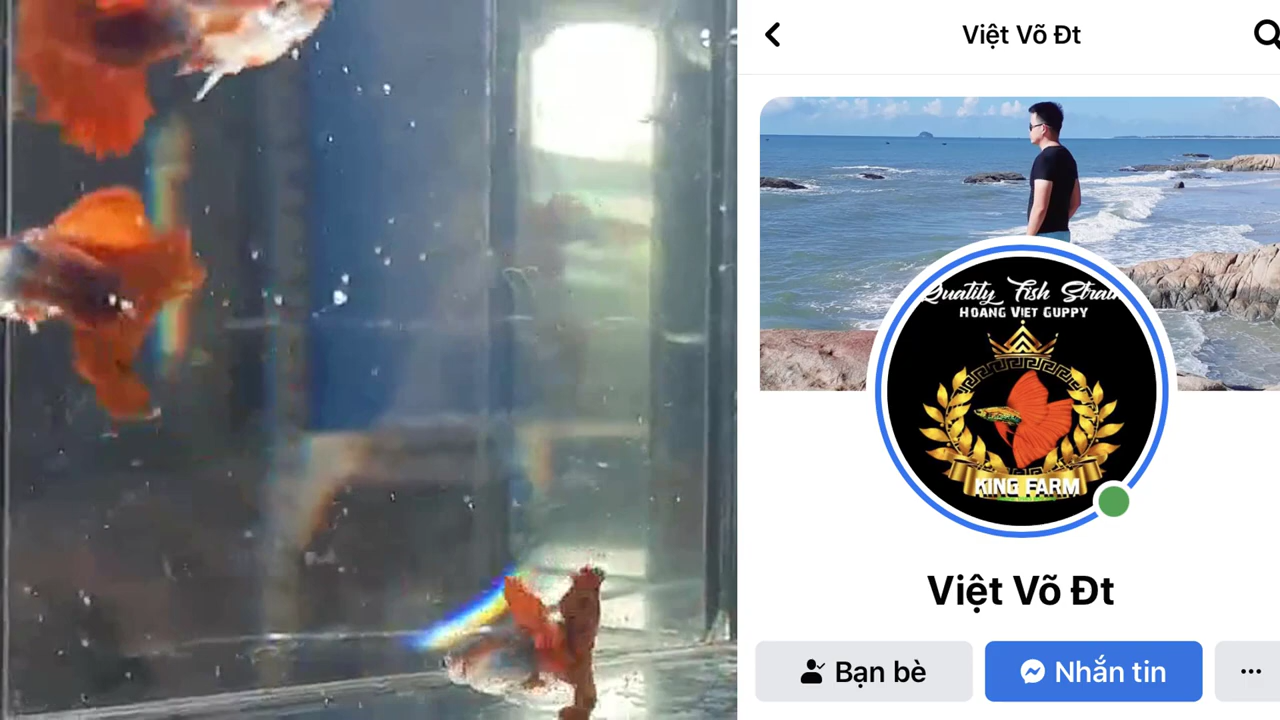 Việt Võ Đt
Quality Fish Strain
HOANG VIET GUPPY
KING FARM
Việt Võ Đt
Bạn bè
Nhắn tin